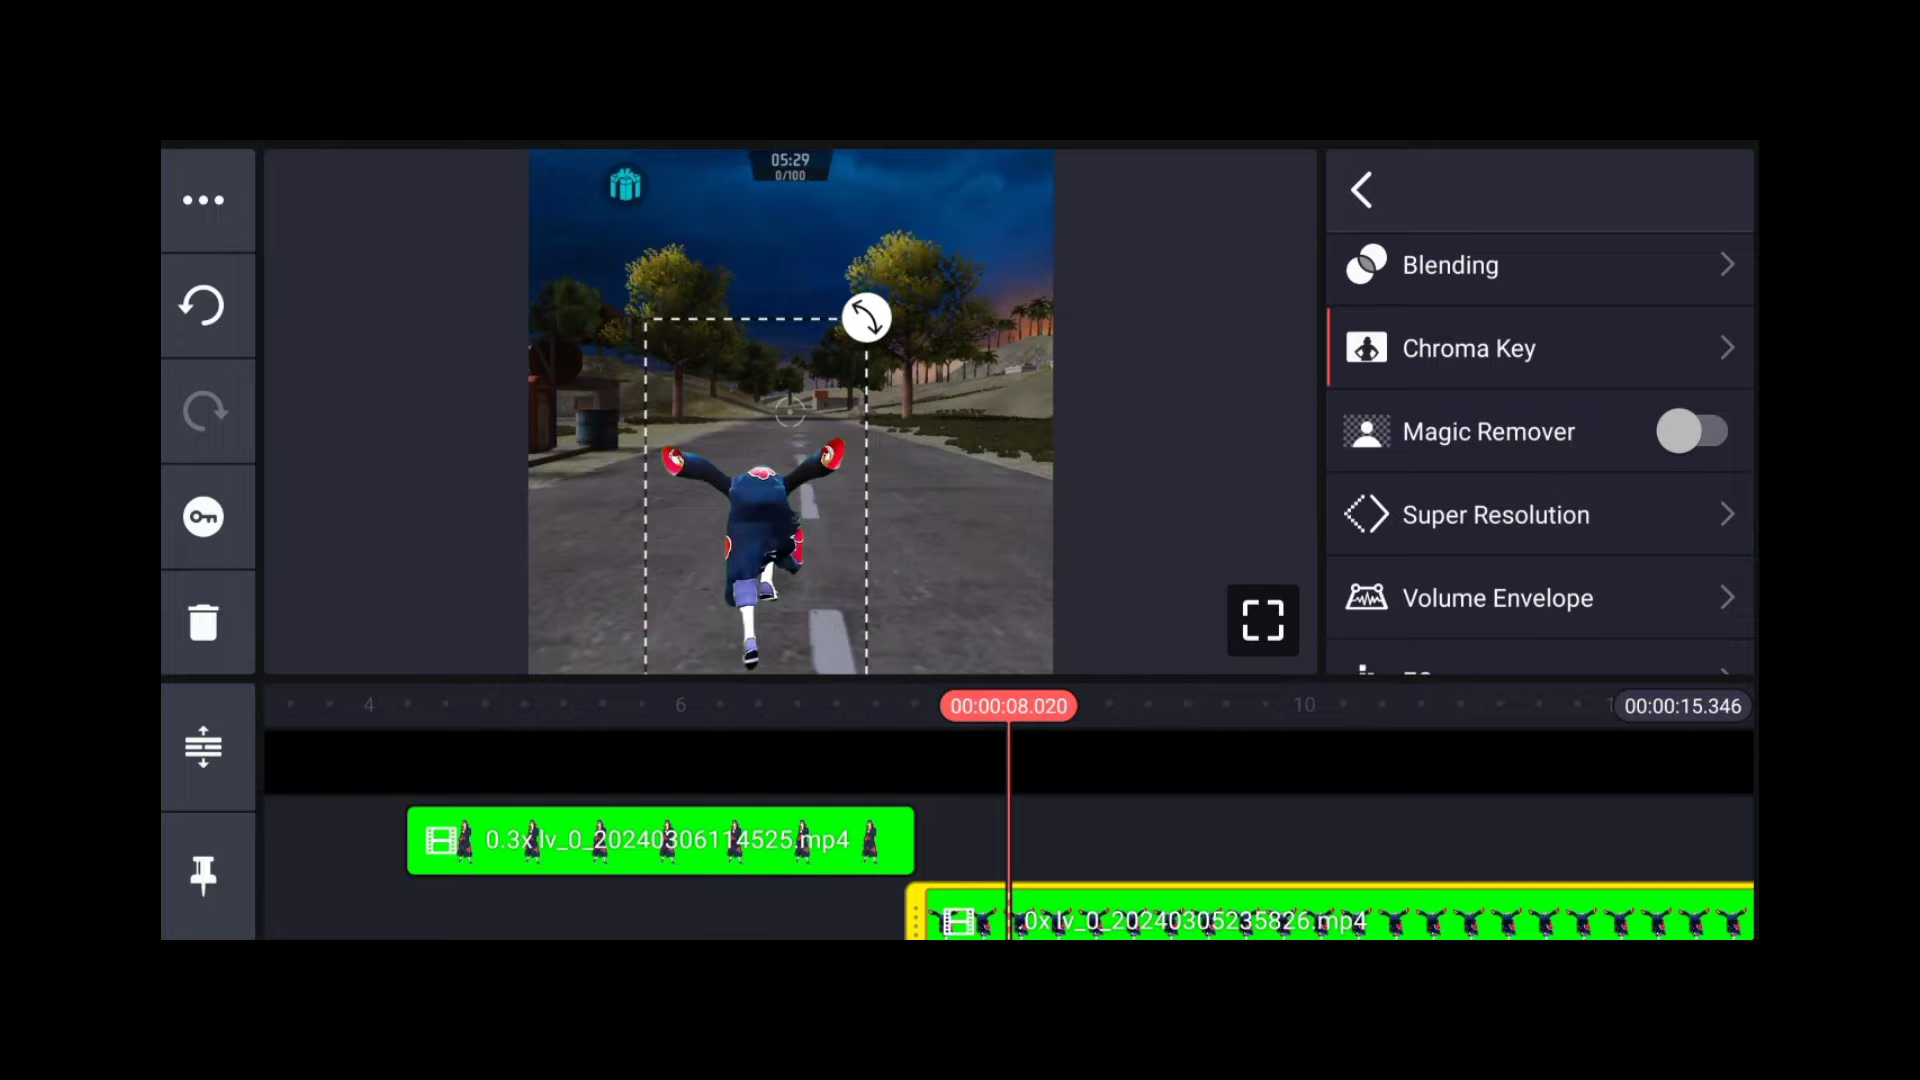 05:29
0/100
Blending
Chroma Key
Magic Remover
Super Resolution
Volume Envelope
4
6
00:00:08.020
10
00:00:15.346
0.3x lv_0_20240306114525.mp4
0x lv_0_20240305235826.mp4